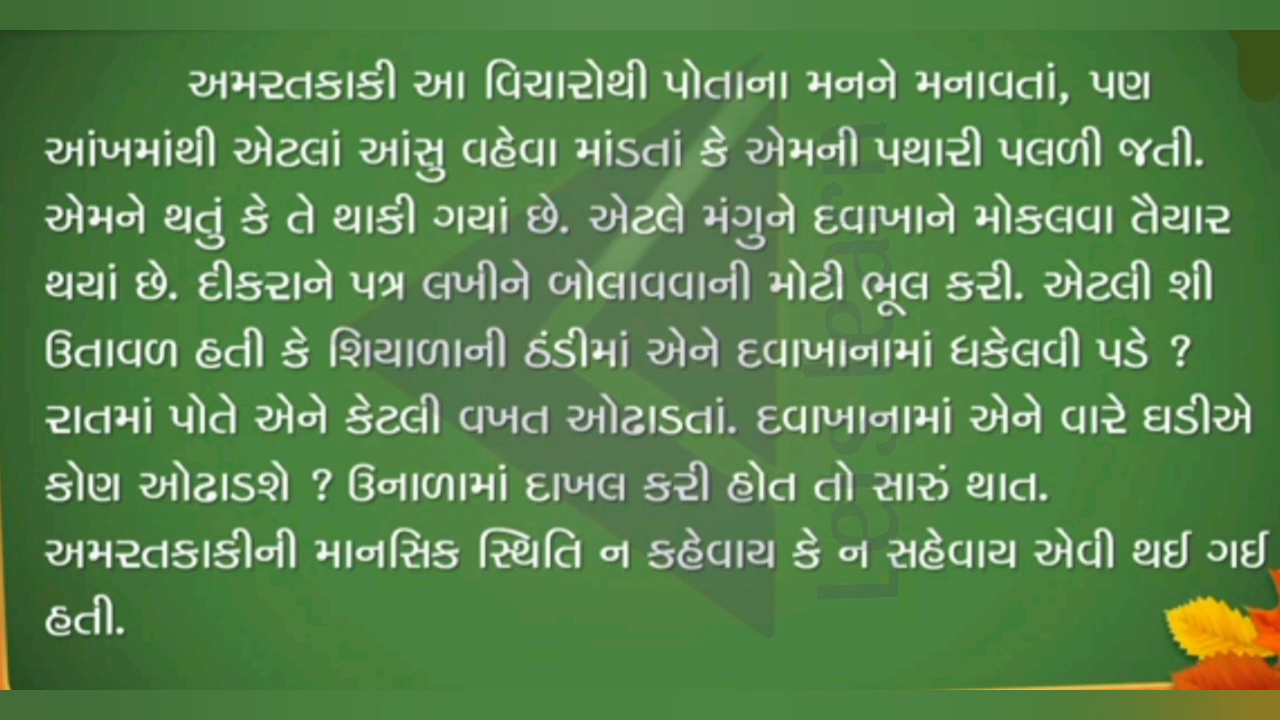 અમરતકાકી આ વિચારોથી પોતાના મનને મનાવતાં, પણ
આંખમાંથી એટલાં આંસુ વહેવા માંડતાં કે એમની પથારી પલળી જતી.
એમને થતું કે તે થાકી ગયાં છે. એટલે મંગુને દવાખાને મોકલવા તૈયાર
થયાં છે. દીકરાને પત્ર લખીને બોલાવવાની મોટી ભૂલ કરી. એટલી શી
ઉતાવળ હતી કે શિયાળાની ઠંડીમાં એને દવાખાનામાં ધકેલવી પડે ?
રાતમાં પોતે એને કેટલી વખત ઓઢાડતાં. દવાખાનામાં એને વારે ઘડીએ
કોણ ઓઢાડશે ? ઉનાળામાં દાખલ કરી હોત તો સારું થાત.
અમરતકાકીની માનસિક સ્થિતિ ન કહેવાય કે ન સહેવાય એવી થઈ ગઈ
હતી.